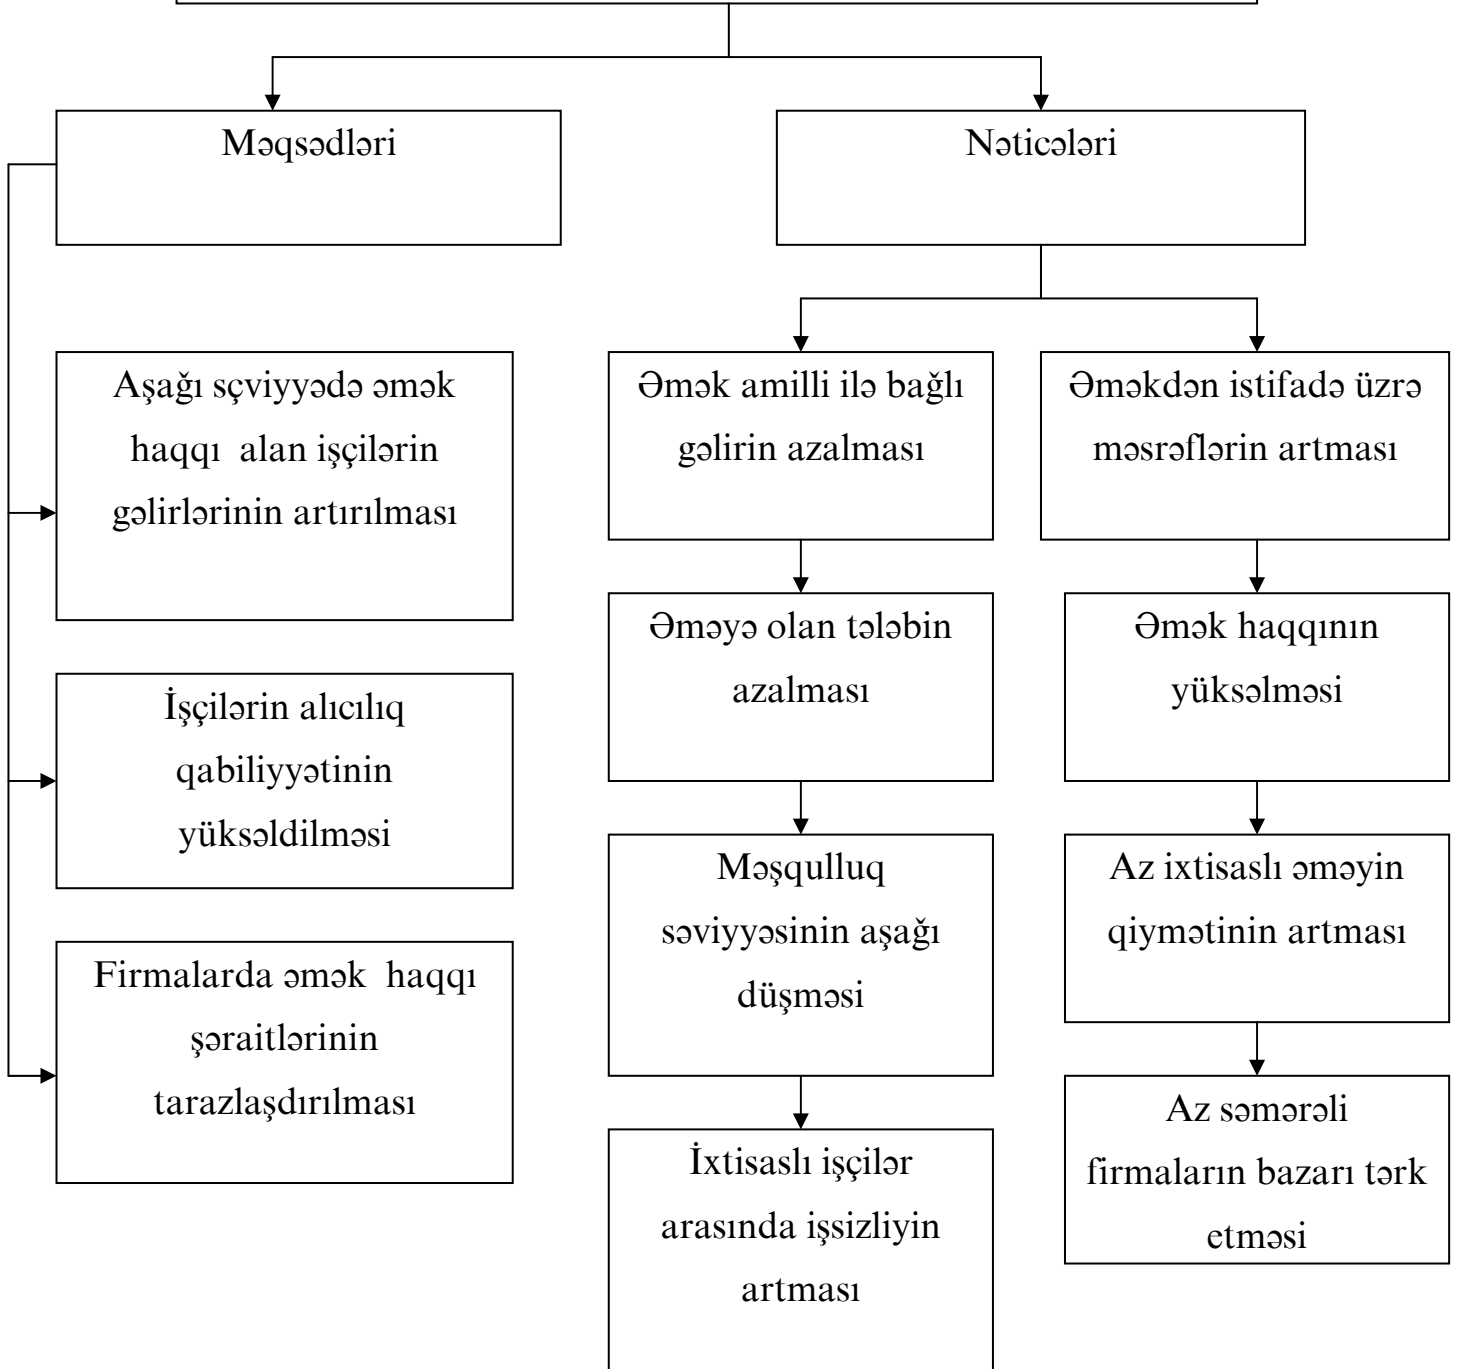 Məqsədləri
Nəticələri
Aşağı sçviyyədə əmək
haqqı alan işçilərin
gəlirlərinin artırılması
İşçilərin alıcılıq
qabiliyyətinin
yüksəldilməsi
Firmalarda əmək haqqı
şəraitlərinin
tarazlaşdırılması
Əmək amilli ilə bağlı
gəlirin azalması
Əməyə olan tələbin
azalması
Məşqulluq
səviyyəsinin aşağı
düşməsi
İxtisaslı işçilər
arasında işsizliyin
artması
Əməkdən istifadə üzrə
məsrəflərin artması
Əmək haqqının
yüksəlməsi
Az ixtisaslı əməyin
qiymətinin artması
Az səmərəli
firmaların bazarı tərk
etməsi